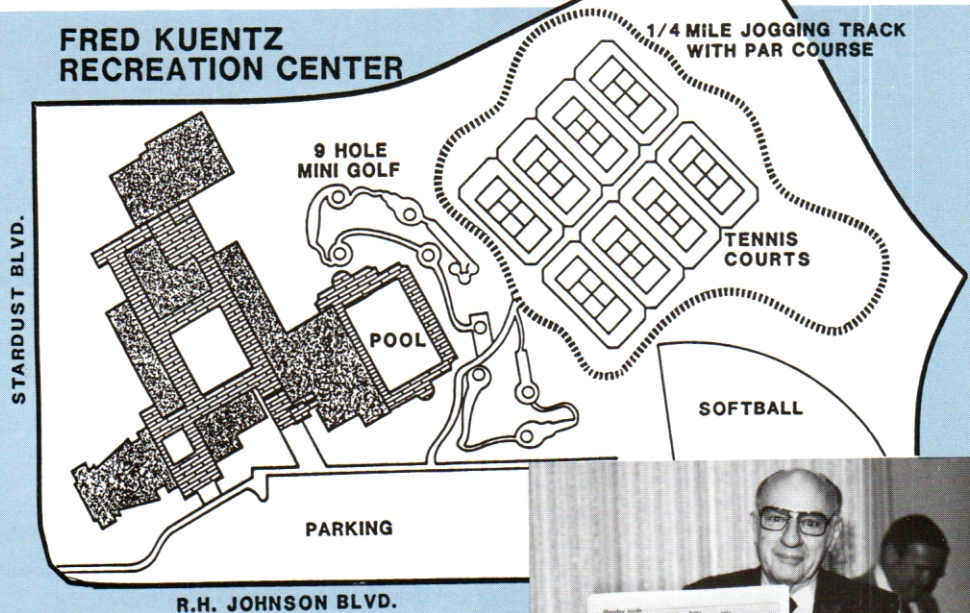 FRED KUENTZ
RECREATION CENTER
1/4 MILE JOGGING TRACK
WITH PAR COURSE
9 HOLE
MINI GOLF
TENNIS
COURTS
STARDUST BLVD.
POOL
SOFTBALL
PARKING
R.H. JOHNSON BLVD.